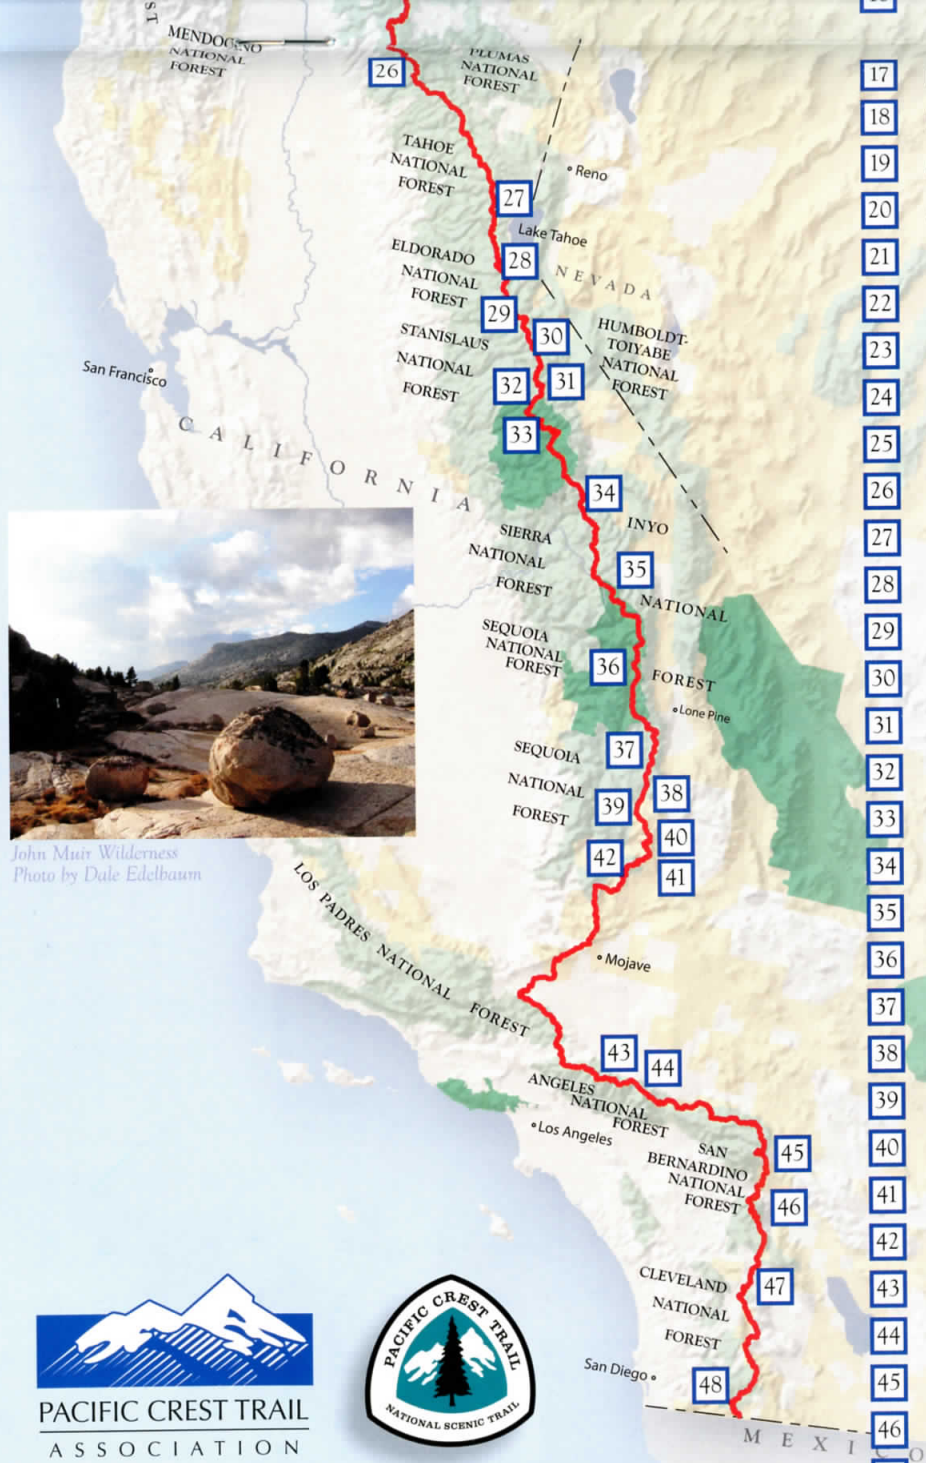 ST
MENDOCINO
NATIONAL
FOREST
PLUMAS
NATIONAL
FOREST
26
TAHOE
NATIONAL
FOREST
Reno
27
Lake Tahoe
ELDORADO
NATIONAL
FOREST
28
NEVADA
29
STANISLAUS
NATIONAL
FOREST
30
HUMBOLDT-
TOIYABE
NATIONAL
FOREST
San Francisco
32
31
33
CALIFORNIA
34
INYO
NATIONAL
FOREST
SIERRA
NATIONAL
FOREST
35
SEQUOIA
NATIONAL
FOREST
36
Lone Pine
SEQUOIA
NATIONAL
FOREST
37
38
39
40
42
41
John Muir Wilderness
Photo by Dale Edelbaum
LOS PADRES NATIONAL FOREST
Mojave
43
44
ANGELES
NATIONAL
FOREST
Los Angeles
SAN
BERNARDINO
NATIONAL
FOREST
45
46
CLEVELAND
NATIONAL
FOREST
47
San Diego
48
MEXICO
PACIFIC CREST TRAIL
ASSOCIATION
PACIFIC CREST TRAIL
NATIONAL SCENIC TRAIL
17
18
19
20
21
22
23
24
25
26
27
28
29
30
31
32
33
34
35
36
37
38
39
40
41
42
43
44
45
46